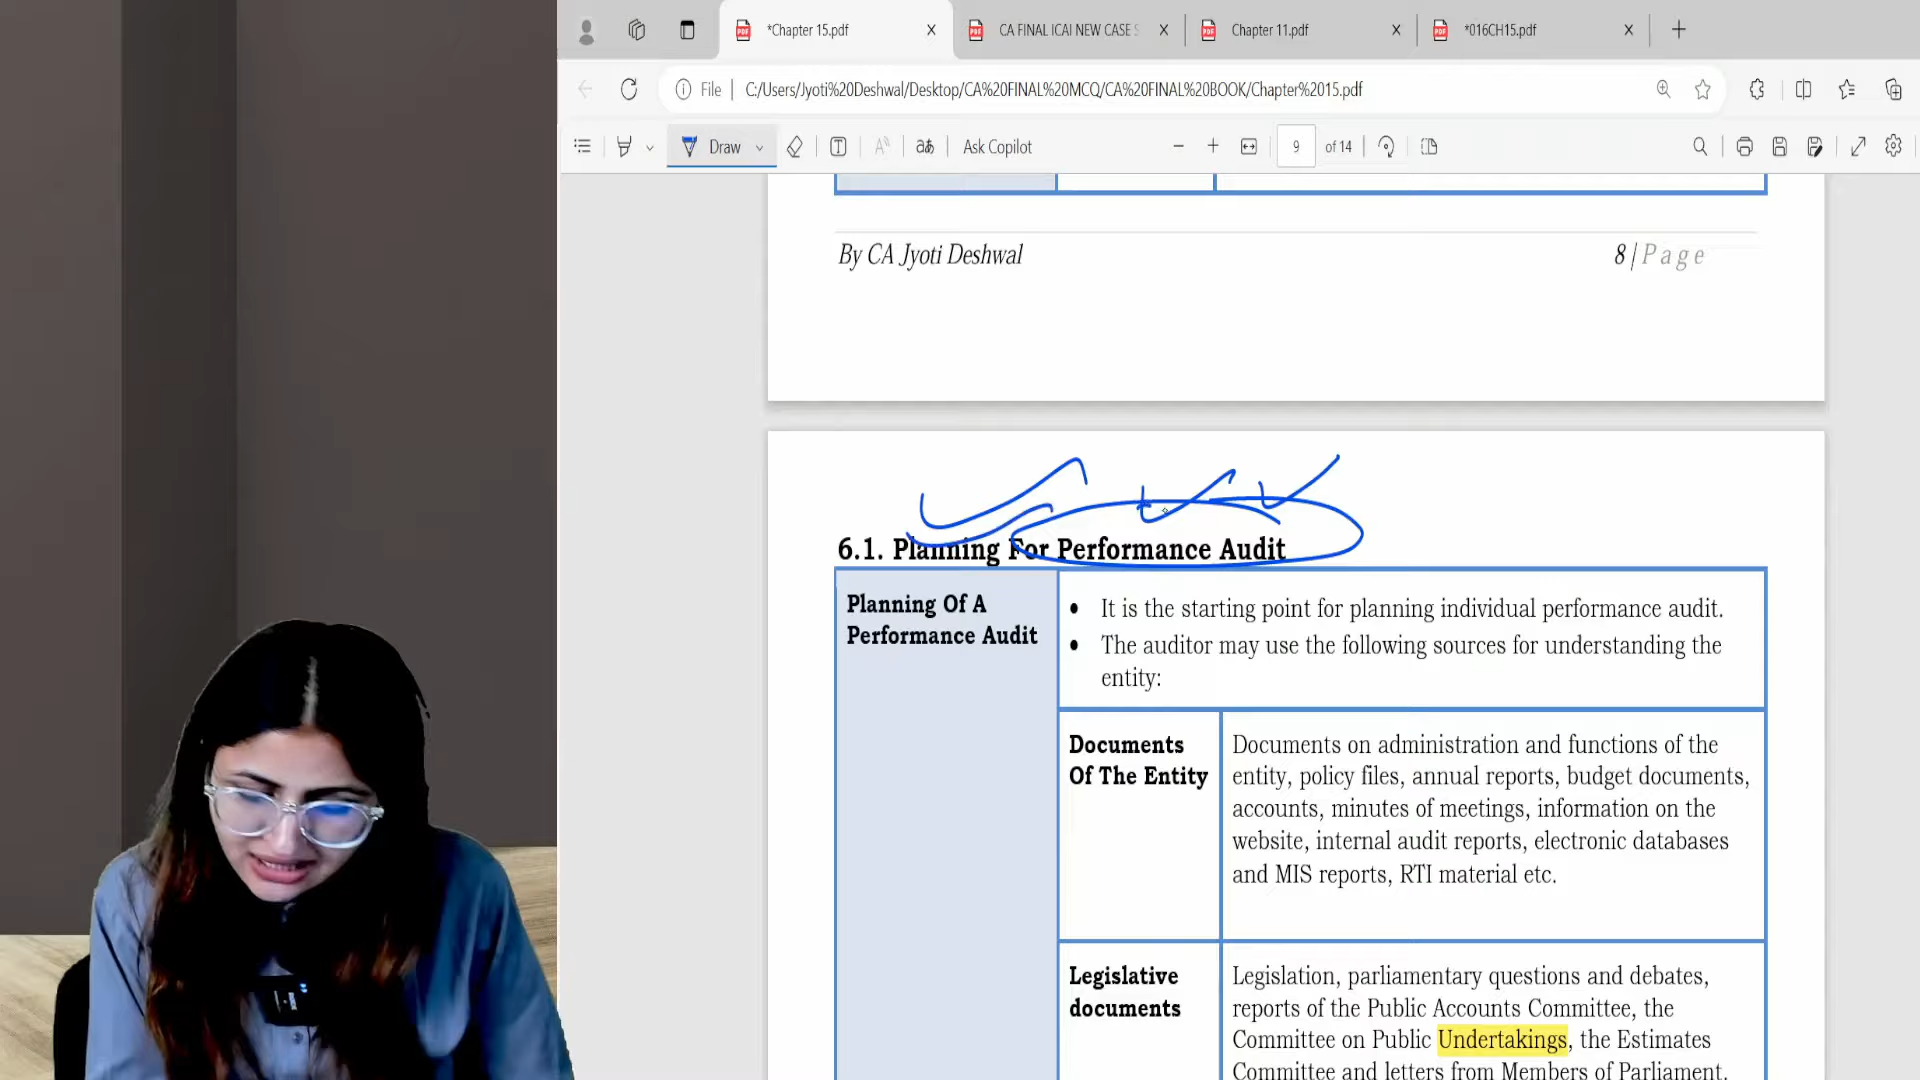 *Chapter 15.pdf
CA FINAL ICAI NEW CASE S
Chapter 11.pdf
*016CH15.pdf
File
C:/Users/Jyoti%20Deshwal/Desktop/CA%20FINAL%20MCQ/CA%20FINAL%20BOOK/Chapter%2015.pdf
Draw
Ask Copilot
9
of 14
By CA Jyoti Deshwal
8 | P a g e
6.1. Planning For Performance Audit
Planning Of A
Performance Audit
• It is the starting point for planning individual performance audit.
• The auditor may use the following sources for understanding the
entity:
Documents
Of The Entity
Documents on administration and functions of the
entity, policy files, annual reports, budget documents,
accounts, minutes of meetings, information on the
website, internal audit reports, electronic databases
and MIS reports, RTI material etc.
Legislative
documents
Legislation, parliamentary questions and debates,
reports of the Public Accounts Committee, the
Committee on Public Undertakings, the Estimates
Committee and letters from Members of Parliament.